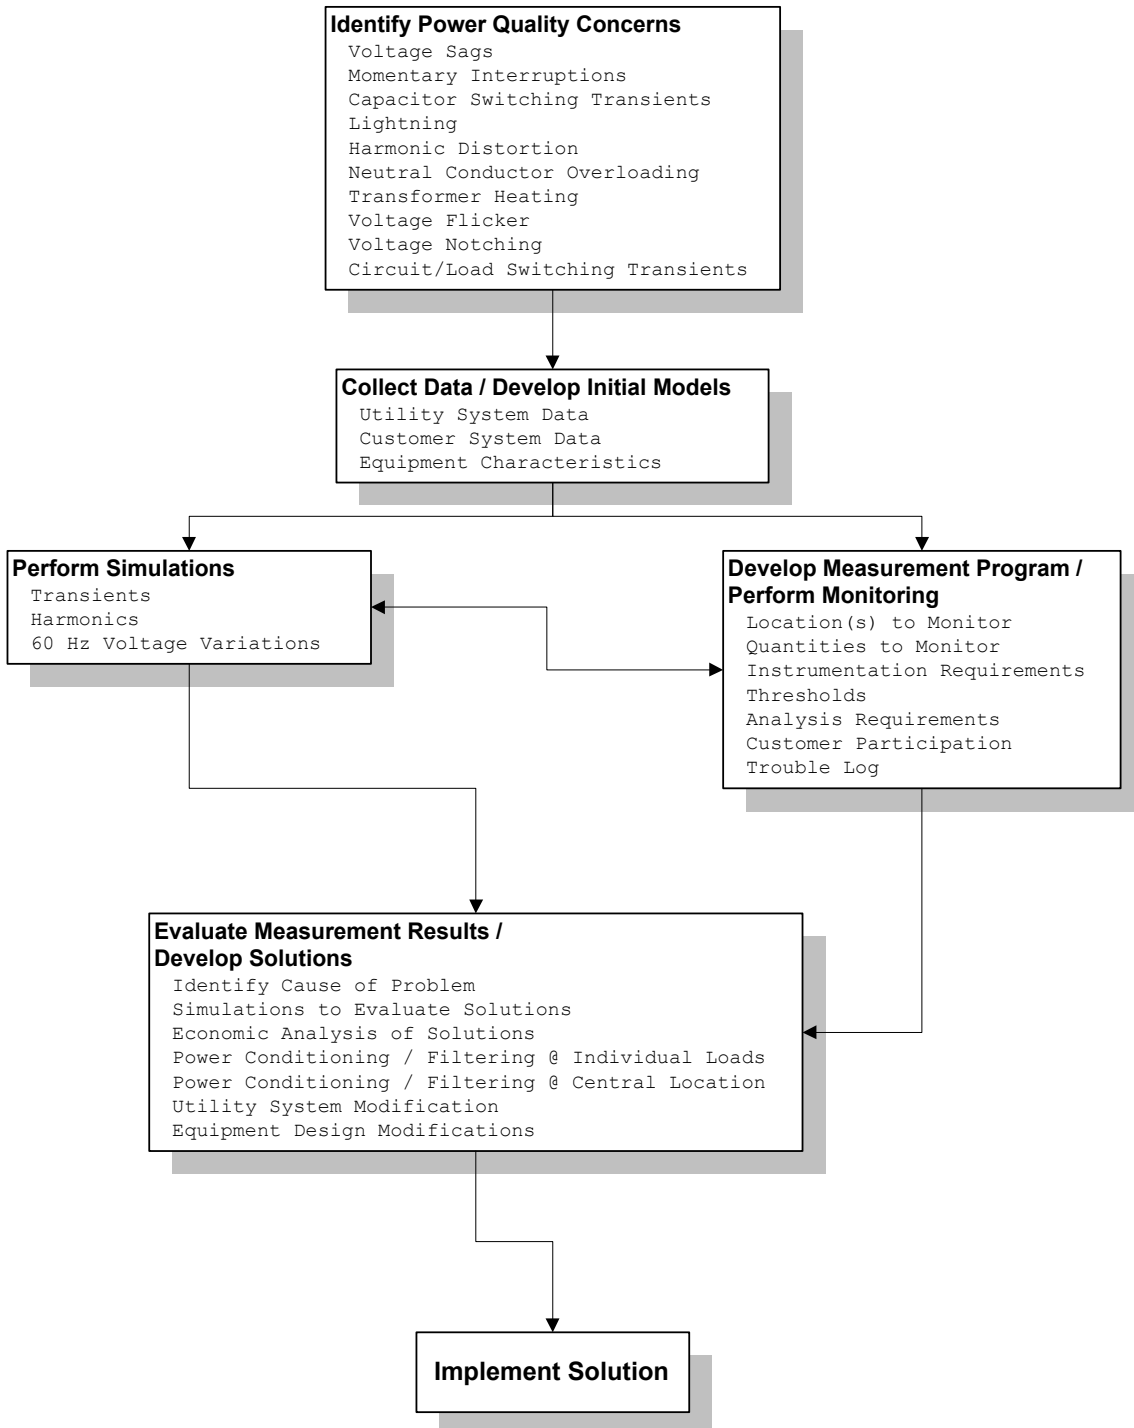 Identify Power Quality Concerns
Voltage Sags
Momentary Interruptions
Capacitor Switching Transients
Lightning
Harmonic Distortion
Neutral Conductor Overloading
Transformer Heating
Voltage Flicker
Voltage Notching
Circuit/Load Switching Transients
Collect Data / Develop Initial Models
Utility System Data
Customer System Data
Equipment Characteristics
Perform Simulations
Transients
Harmonics
60 Hz Voltage Variations
Develop Measurement Program /
Perform Monitoring
Location(s) to Monitor
Quantities to Monitor
Instrumentation Requirements
Thresholds
Analysis Requirements
Customer Participation
Trouble Log
Evaluate Measurement Results /
Develop Solutions
Identify Cause of Problem
Simulations to Evaluate Solutions
Economic Analysis of Solutions
Power Conditioning / Filtering @ Individual Loads
Power Conditioning / Filtering @ Central Location
Utility System Modification
Equipment Design Modifications
Implement Solution